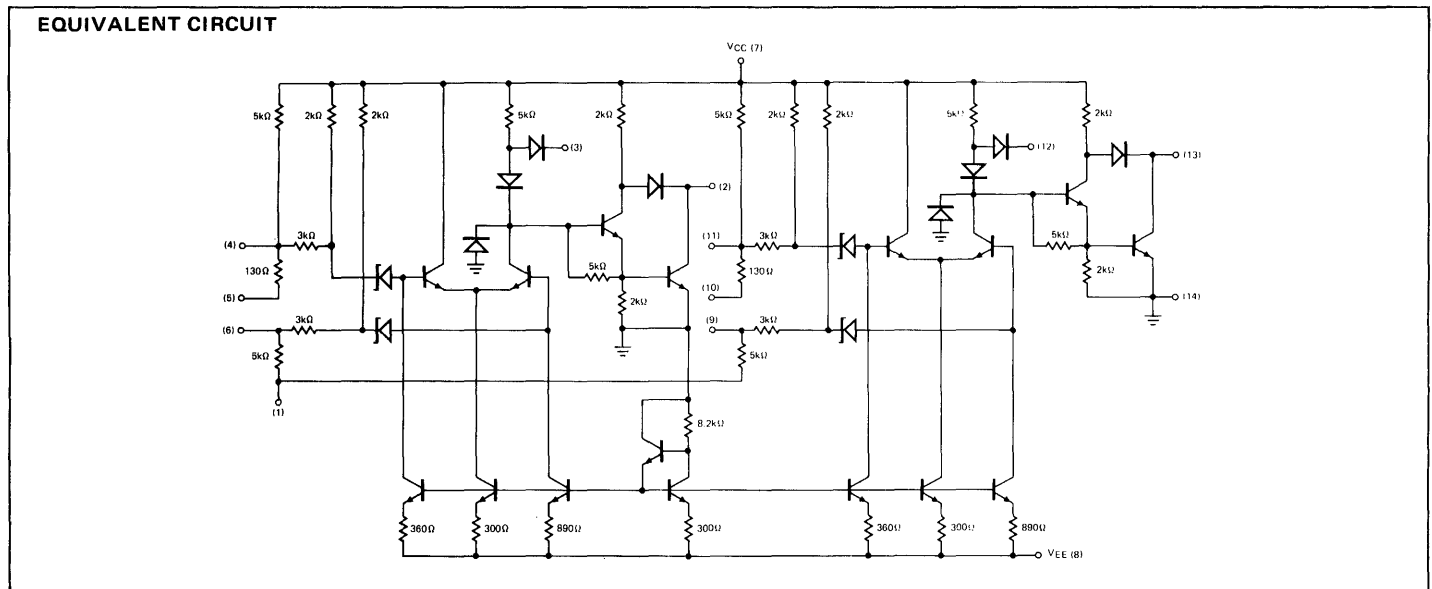 EQUIVALENT CIRCUIT
VCC (7)
5kΩ
2kΩ
2kΩ
5kΩ
2kΩ
5kΩ
2kΩ
2kΩ
5kΩ
2kΩ
(3)
(12)
(13)
(2)
(4)
3kΩ
(11)
3kΩ
5kΩ
130Ω
5kΩ
130Ω
2kΩ
(5)
2kΩ
(10)
(14)
(6)
3kΩ
(9)
3kΩ
5kΩ
5kΩ
(1)
8.2kΩ
360Ω
300Ω
890Ω
300Ω
360Ω
300Ω
890Ω
VEE (8)